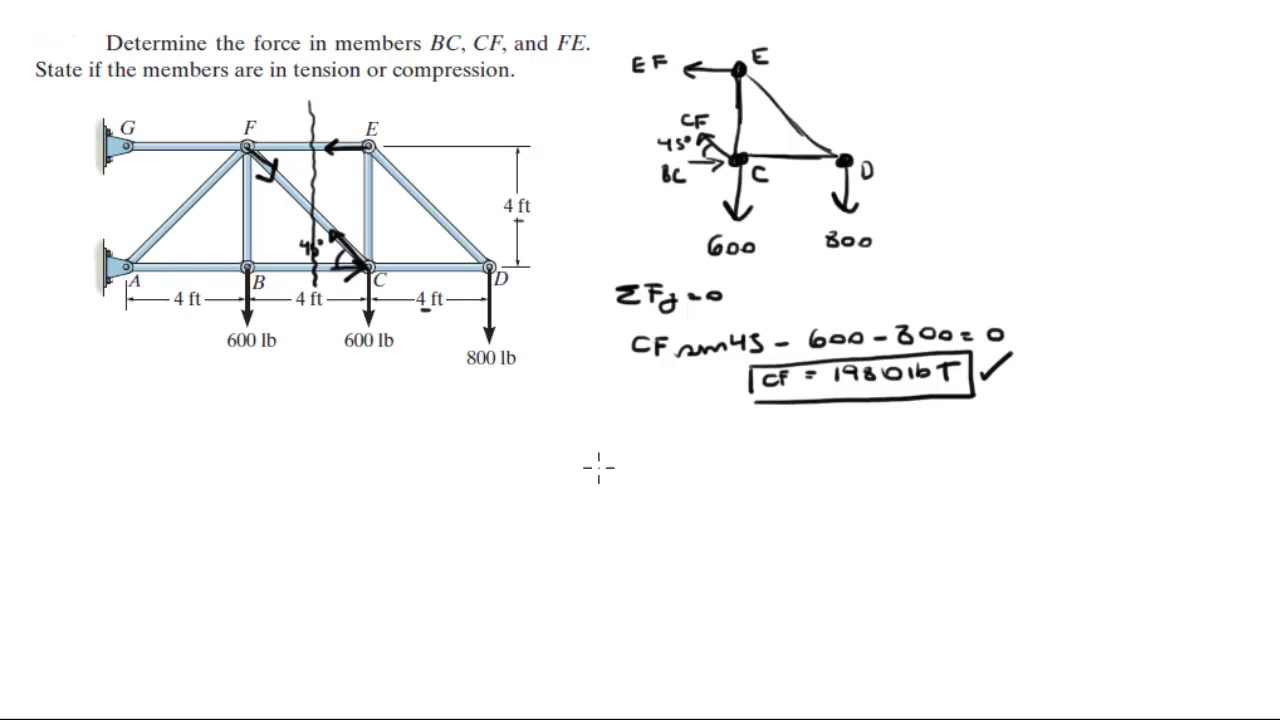 Determine the force in members BC, CF, and FE.
State if the members are in tension or compression.
G
F
E
4 ft
45°
A
B
C
D
4 ft
4 ft
4 ft
600 lb
600 lb
800 lb
EF
E
CF
45°
BC
C
D
600
800
ΣFy = 0
CF sin45 - 600 - 800 = 0
CF = 1980 lb T ✓